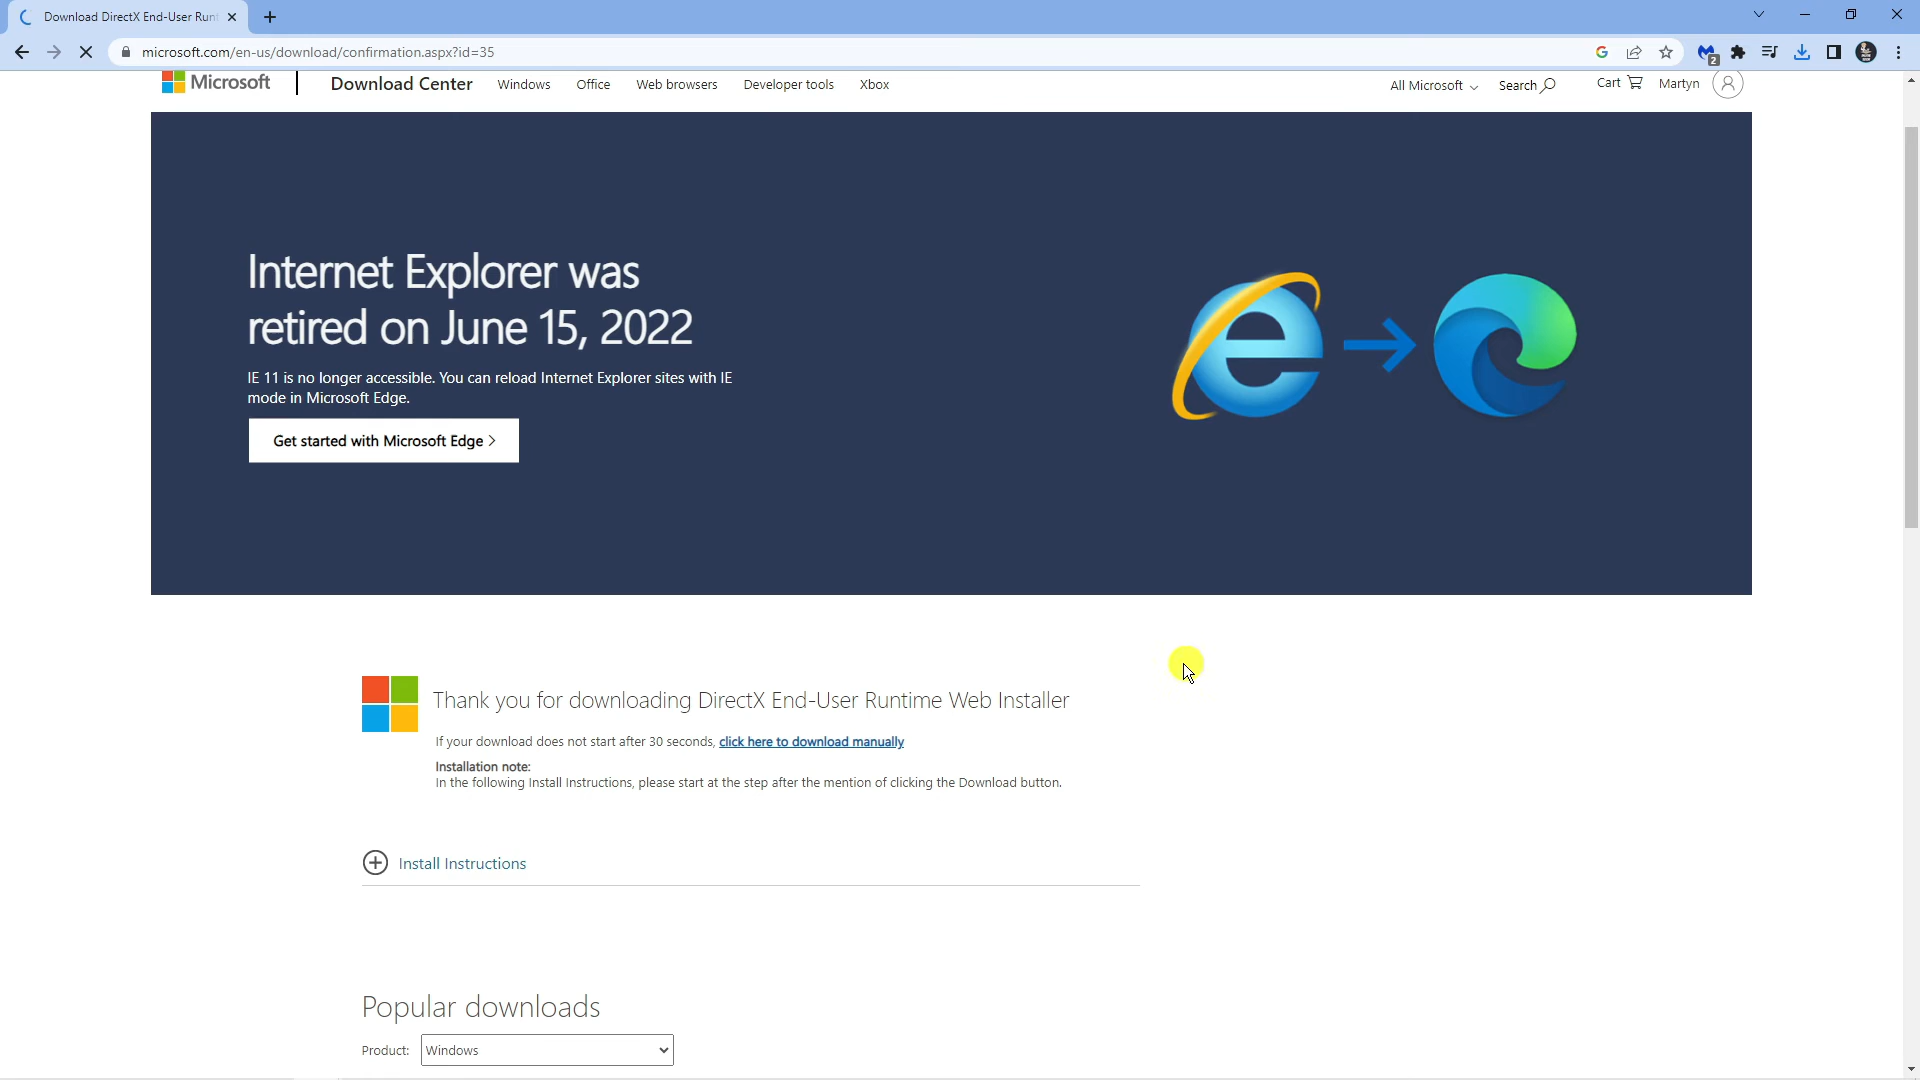 Download DirectX End-User Runt
microsoft.com/en-us/download/confirmation.aspx?id=35
2
Microsoft
Download Center
Windows
Office
Web browsers
Developer tools
Xbox
All Microsoft
Search
Cart
Martyn
Internet Explorer was
retired on June 15, 2022
IE 11 is no longer accessible. You can reload Internet Explorer sites with IE
mode in Microsoft Edge.
Get started with Microsoft Edge >
Thank you for downloading DirectX End-User Runtime Web Installer
If your download does not start after 30 seconds, click here to download manually
Installation note:
In the following Install Instructions, please start at the step after the mention of clicking the Download button.
Install Instructions
Popular downloads
Product: Windows